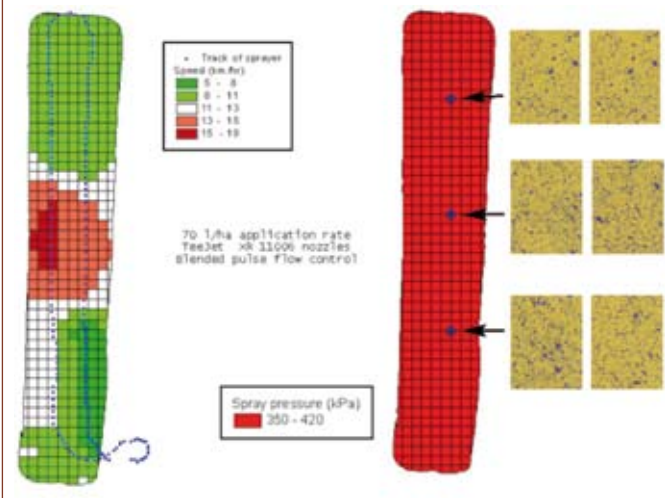 Track of sprayer
Speed (km/hr)
5 - 8
8 - 11
11 - 13
13 - 15
15 - 19
70 l/ha application rate
TeeJet XR 11006 nozzles
Blended pulse flow control
Spray pressure (kPa)
350 - 420